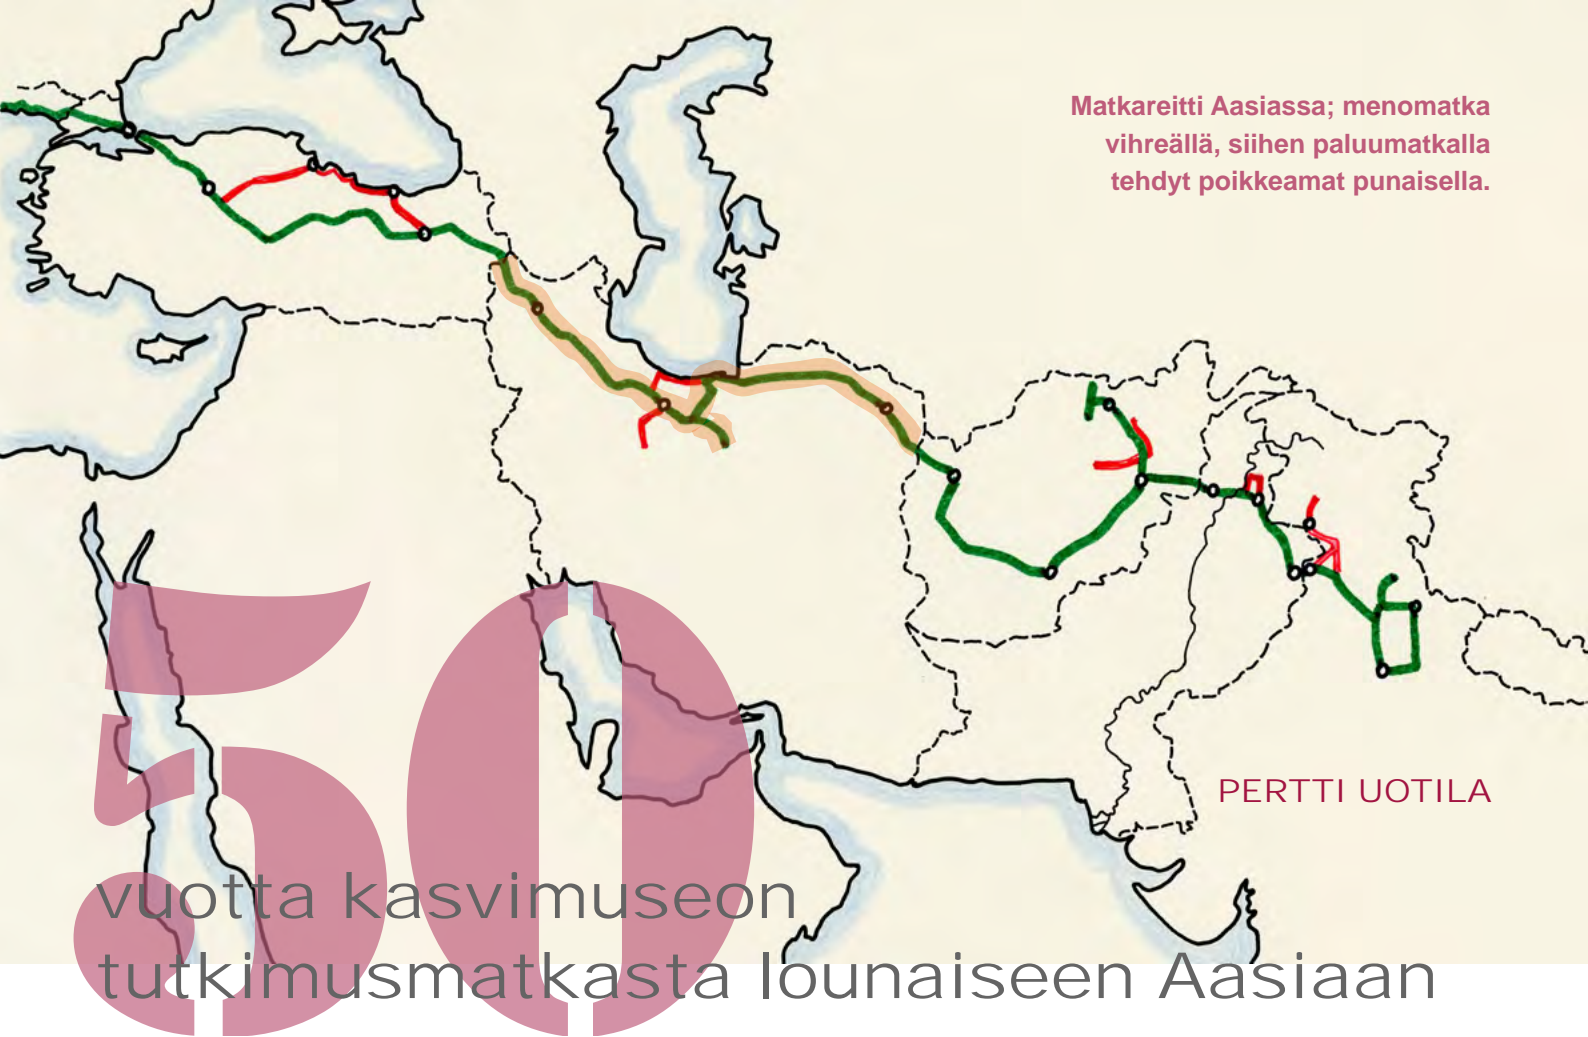 Matkareitti Aasiassa; menomatka
vihreällä, siihen paluumatkalla
tehdyt poikkeamat punaisella.
PERTTI UOTILA
50
vuotta kasvimuseon
tutkimusmatkasta lounaiseen Aasiaan